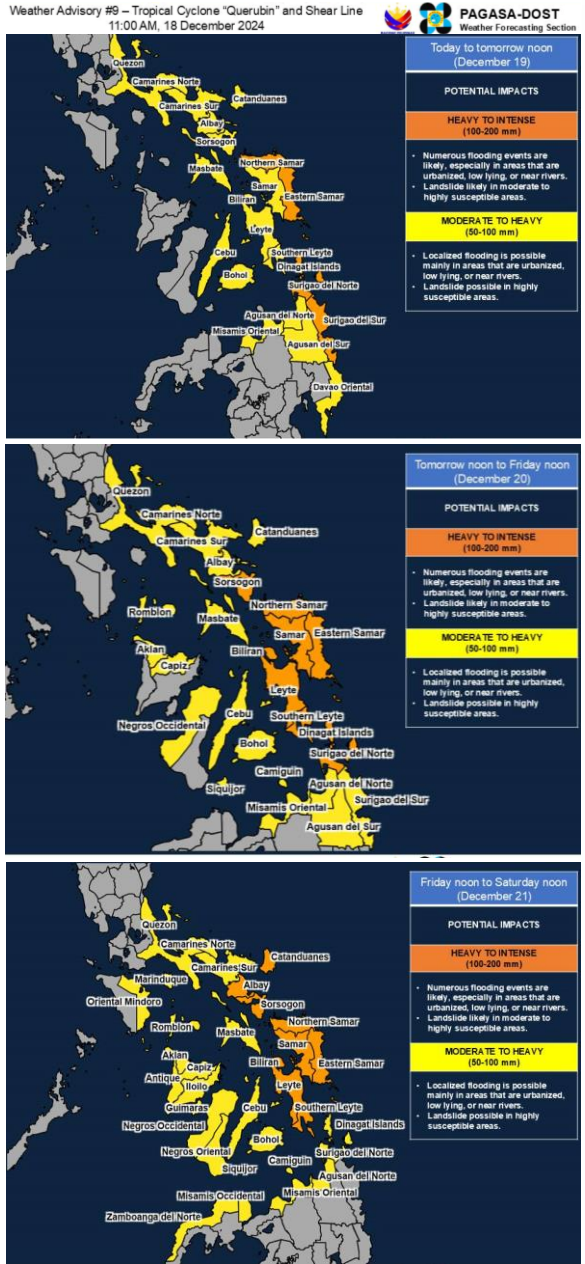 Weather Advisory #9 – Tropical Cyclone "Querubin" and Shear Line
11:00 AM, 18 December 2024
PAGASA-DOST
Weather Forecasting Section
Today to tomorrow noon
(December 19)
POTENTIAL IMPACTS
HEAVY TO INTENSE
(100-200 mm)
• Numerous flooding events are
likely, especially in areas that are
urbanized, low lying, or near rivers.
• Landslide likely in moderate to
highly susceptible areas.
MODERATE TO HEAVY
(50-100 mm)
• Localized flooding is possible
mainly in areas that are urbanized,
low lying, or near rivers.
• Landslide possible in highly
susceptible areas.
Quezon
Camarines Norte
Catanduanes
Camarines Sur
Albay
Sorsogon
Masbate
Northern Samar
Samar
Biliran
Eastern Samar
Leyte
Cebu
Southern Leyte
Bohol
Dinagat Islands
Surigao del Norte
Agusan del Norte
Surigao del Sur
Misamis Oriental
Agusan del Sur
Davao Oriental
Tomorrow noon to Friday noon
(December 20)
POTENTIAL IMPACTS
HEAVY TO INTENSE
(100-200 mm)
• Numerous flooding events are
likely, especially in areas that are
urbanized, low lying, or near rivers.
• Landslide likely in moderate to
highly susceptible areas.
MODERATE TO HEAVY
(50-100 mm)
• Localized flooding is possible
mainly in areas that are urbanized,
low lying, or near rivers.
• Landslide possible in highly
susceptible areas.
Quezon
Camarines Norte
Catanduanes
Camarines Sur
Albay
Sorsogon
Northern Samar
Romblon
Masbate
Samar
Eastern Samar
Aklan
Biliran
Capiz
Leyte
Cebu
Southern Leyte
Negros Occidental
Dinagat Islands
Bohol
Surigao del Norte
Camiguin
Siquijor
Agusan del Norte
Surigao del Sur
Misamis Oriental
Agusan del Sur
Friday noon to Saturday noon
(December 21)
POTENTIAL IMPACTS
HEAVY TO INTENSE
(100-200 mm)
• Numerous flooding events are
likely, especially in areas that are
urbanized, low lying, or near rivers.
• Landslide likely in moderate to
highly susceptible areas.
MODERATE TO HEAVY
(50-100 mm)
• Localized flooding is possible
mainly in areas that are urbanized,
low lying, or near rivers.
• Landslide possible in highly
susceptible areas.
Quezon
Camarines Norte
Catanduanes
Camarines Sur
Marinduque
Albay
Oriental Mindoro
Sorsogon
Romblon
Northern Samar
Masbate
Samar
Aklan
Eastern Samar
Capiz
Biliran
Antique
Iloilo
Leyte
Guimaras
Cebu
Southern Leyte
Negros Occidental
Dinagat Islands
Bohol
Negros Oriental
Surigao del Norte
Siquijor
Camiguin
Agusan del Norte
Misamis Occidental
Misamis Oriental
Zamboanga del Norte